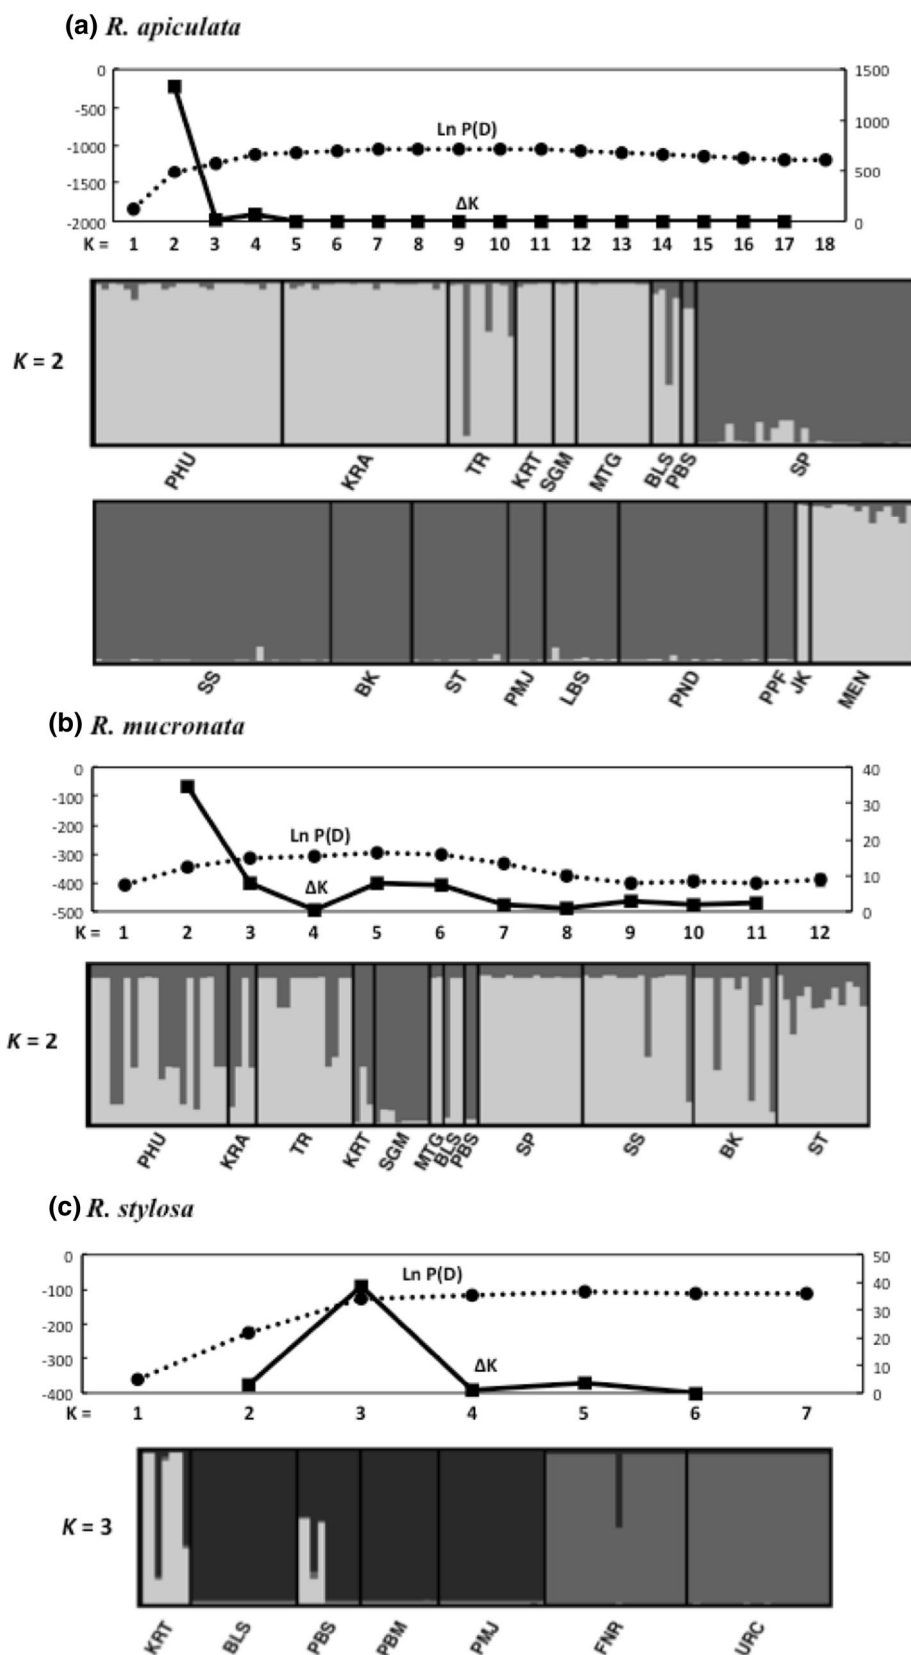 (a) R. apiculata
0 1500
-500
Ln P(D) 1000
-1000
500
-1500
ΔK
-2000 0
K = 1 2 3 4 5 6 7 8 9 10 11 12 13 14 15 16 17 18
K = 2
PHU KRA TR KRT SGM MTG BLS PBS SP
SS BK ST PMJ LBS PND PPF JK MEN
(b) R. mucronata
0 40
-100
30
-200
Ln P(D) 20
-300
ΔK 10
-400
-500 0
K = 1 2 3 4 5 6 7 8 9 10 11 12
K = 2
PHU KRA TR KRT SGM MTG BLS PBS SP SS BK ST
(c) R. stylosa
0 50
Ln P(D) 40
-100
30
-200
20
-300
ΔK 10
-400 0
K = 1 2 3 4 5 6 7
K = 3
KRT BLS PBS PBM PMJ FNR URC